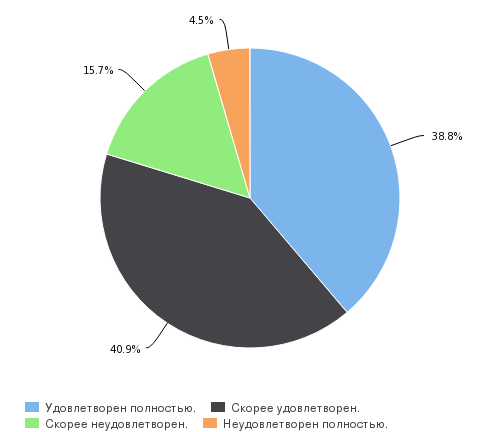 4.5%
15.7%
38.8%
40.9%
Удовлетворен полностью. Скорее удовлетворен.
Скорее неудовлетворен. Неудовлетворен полностью.